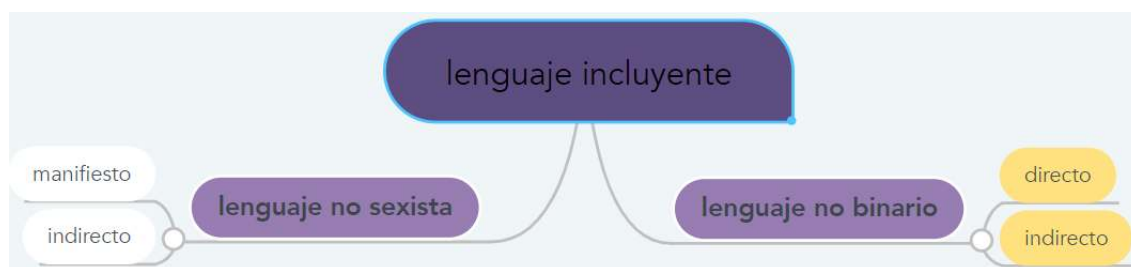 lenguaje incluyente
manifiesto
indirecto
lenguaje no sexista
lenguaje no binario
directo
indirecto